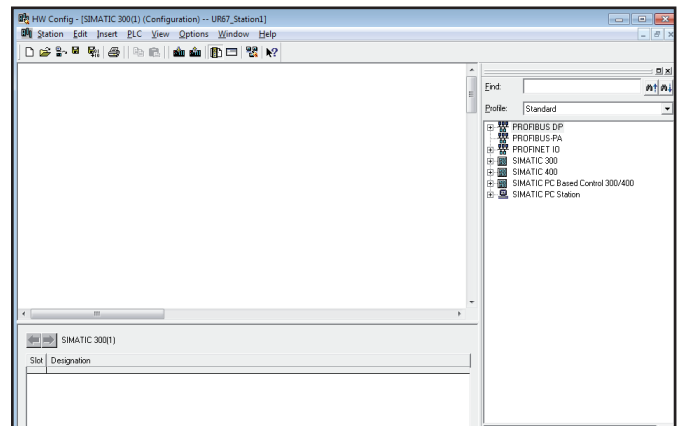 HW Config - [SIMATIC 300(1) (Configuration) -- UR67_Station1]
Station Edit Insert PLC View Options Window Help
Find:
Profile: Standard
PROFIBUS DP
PROFIBUS-PA
PROFINET IO
SIMATIC 300
SIMATIC 400
SIMATIC PC Based Control 300/400
SIMATIC PC Station
SIMATIC 300(1)
Slot Designation